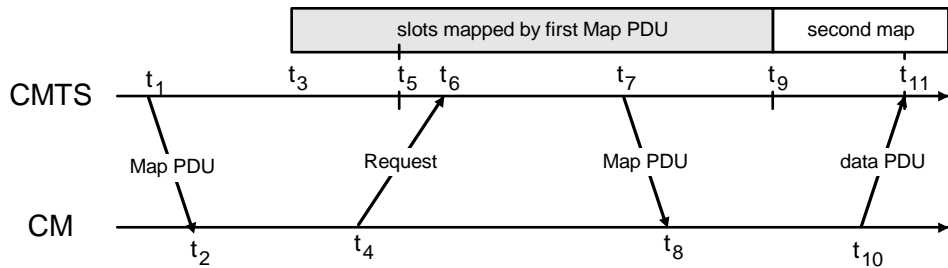 slots mapped by first Map PDU second map
t1 t3 t5 t6 t7 t9 t11
CMTS
Map PDU Request Map PDU data PDU
CM
t2 t4 t8 t10